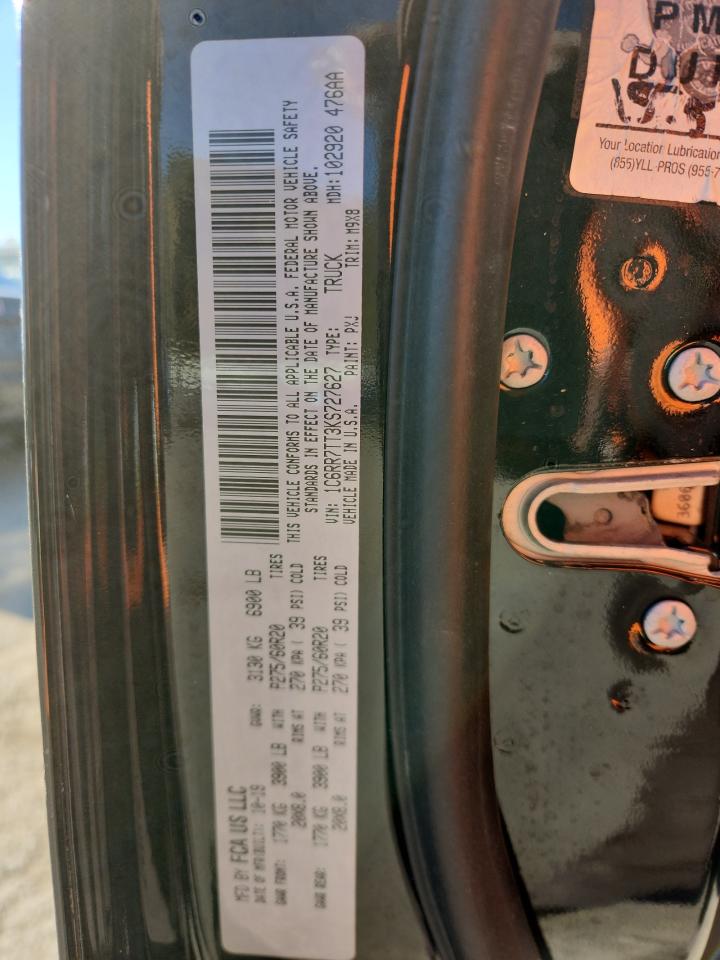 MFD BY FCA US LLC
DATE OF MFR(BUILT): 10-19 GVWR: 3130 KG 6900 LB
GAWR FRONT: 1770 KG 3900 LB WITH P275/60R20 TIRES
20X8.0 RIMS AT 270 KPA ( 39 PSI) COLD
GAWR REAR: 1770 KG 3900 LB WITH P275/60R20 TIRES
20X8.0 RIMS AT 270 KPA ( 39 PSI) COLD
THIS VEHICLE CONFORMS TO ALL APPLICABLE U.S.A. FEDERAL MOTOR VEHICLE SAFETY
STANDARDS IN EFFECT ON THE DATE OF MANUFACTURE SHOWN ABOVE.
VIN: 1C6RR7TT3KS727627 TYPE: TRUCK MDH:102920 476AA
VEHICLE MADE IN U.S.A. PAINT: PXJ TRIM: M9X8
P M
D U
Your Location Lubrication
(855)YLL-PROS (955-7